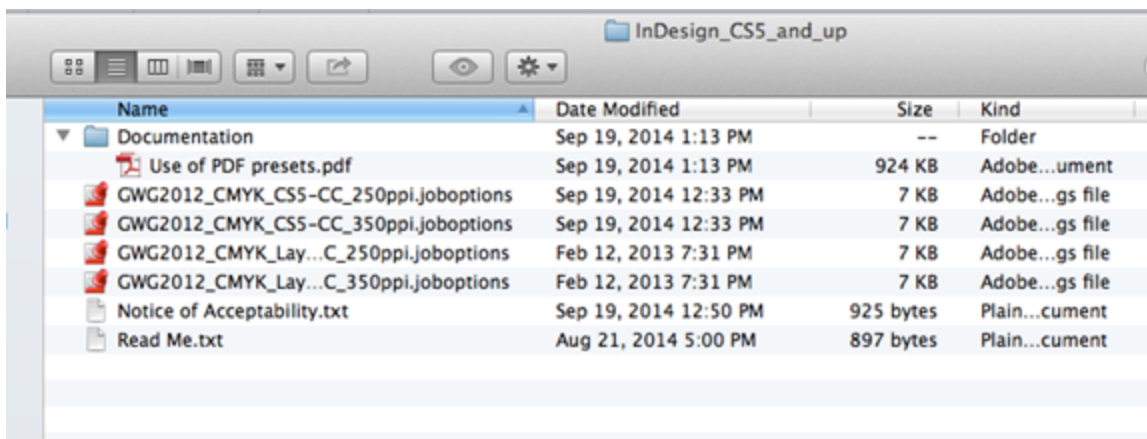 InDesign_CS5_and_up
Name Date Modified Size Kind
Documentation Sep 19, 2014 1:13 PM -- Folder
Use of PDF presets.pdf Sep 19, 2014 1:13 PM 924 KB Adobe...ument
GWG2012_CMYK_CS5-CC_250ppi.joboptions Sep 19, 2014 12:33 PM 7 KB Adobe...gs file
GWG2012_CMYK_CS5-CC_350ppi.joboptions Sep 19, 2014 12:33 PM 7 KB Adobe...gs file
GWG2012_CMYK_Lay...C_250ppi.joboptions Feb 12, 2013 7:31 PM 7 KB Adobe...gs file
GWG2012_CMYK_Lay...C_350ppi.joboptions Feb 12, 2013 7:31 PM 7 KB Adobe...gs file
Notice of Acceptability.txt Sep 19, 2014 12:50 PM 925 bytes Plain...cument
Read Me.txt Aug 21, 2014 5:00 PM 897 bytes Plain...cument